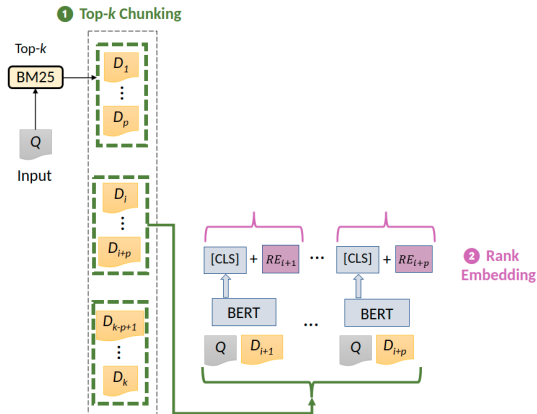 1 Top-k Chunking
Top-k
BM25
Q
Input
D1
⋮
Dp
Di
⋮
Di+p
Dk-p+1
⋮
Dk
[CLS] + REi+1 ... [CLS] + REi+p
2 Rank
Embedding
BERT ... BERT
Q Di+1 Q Di+p